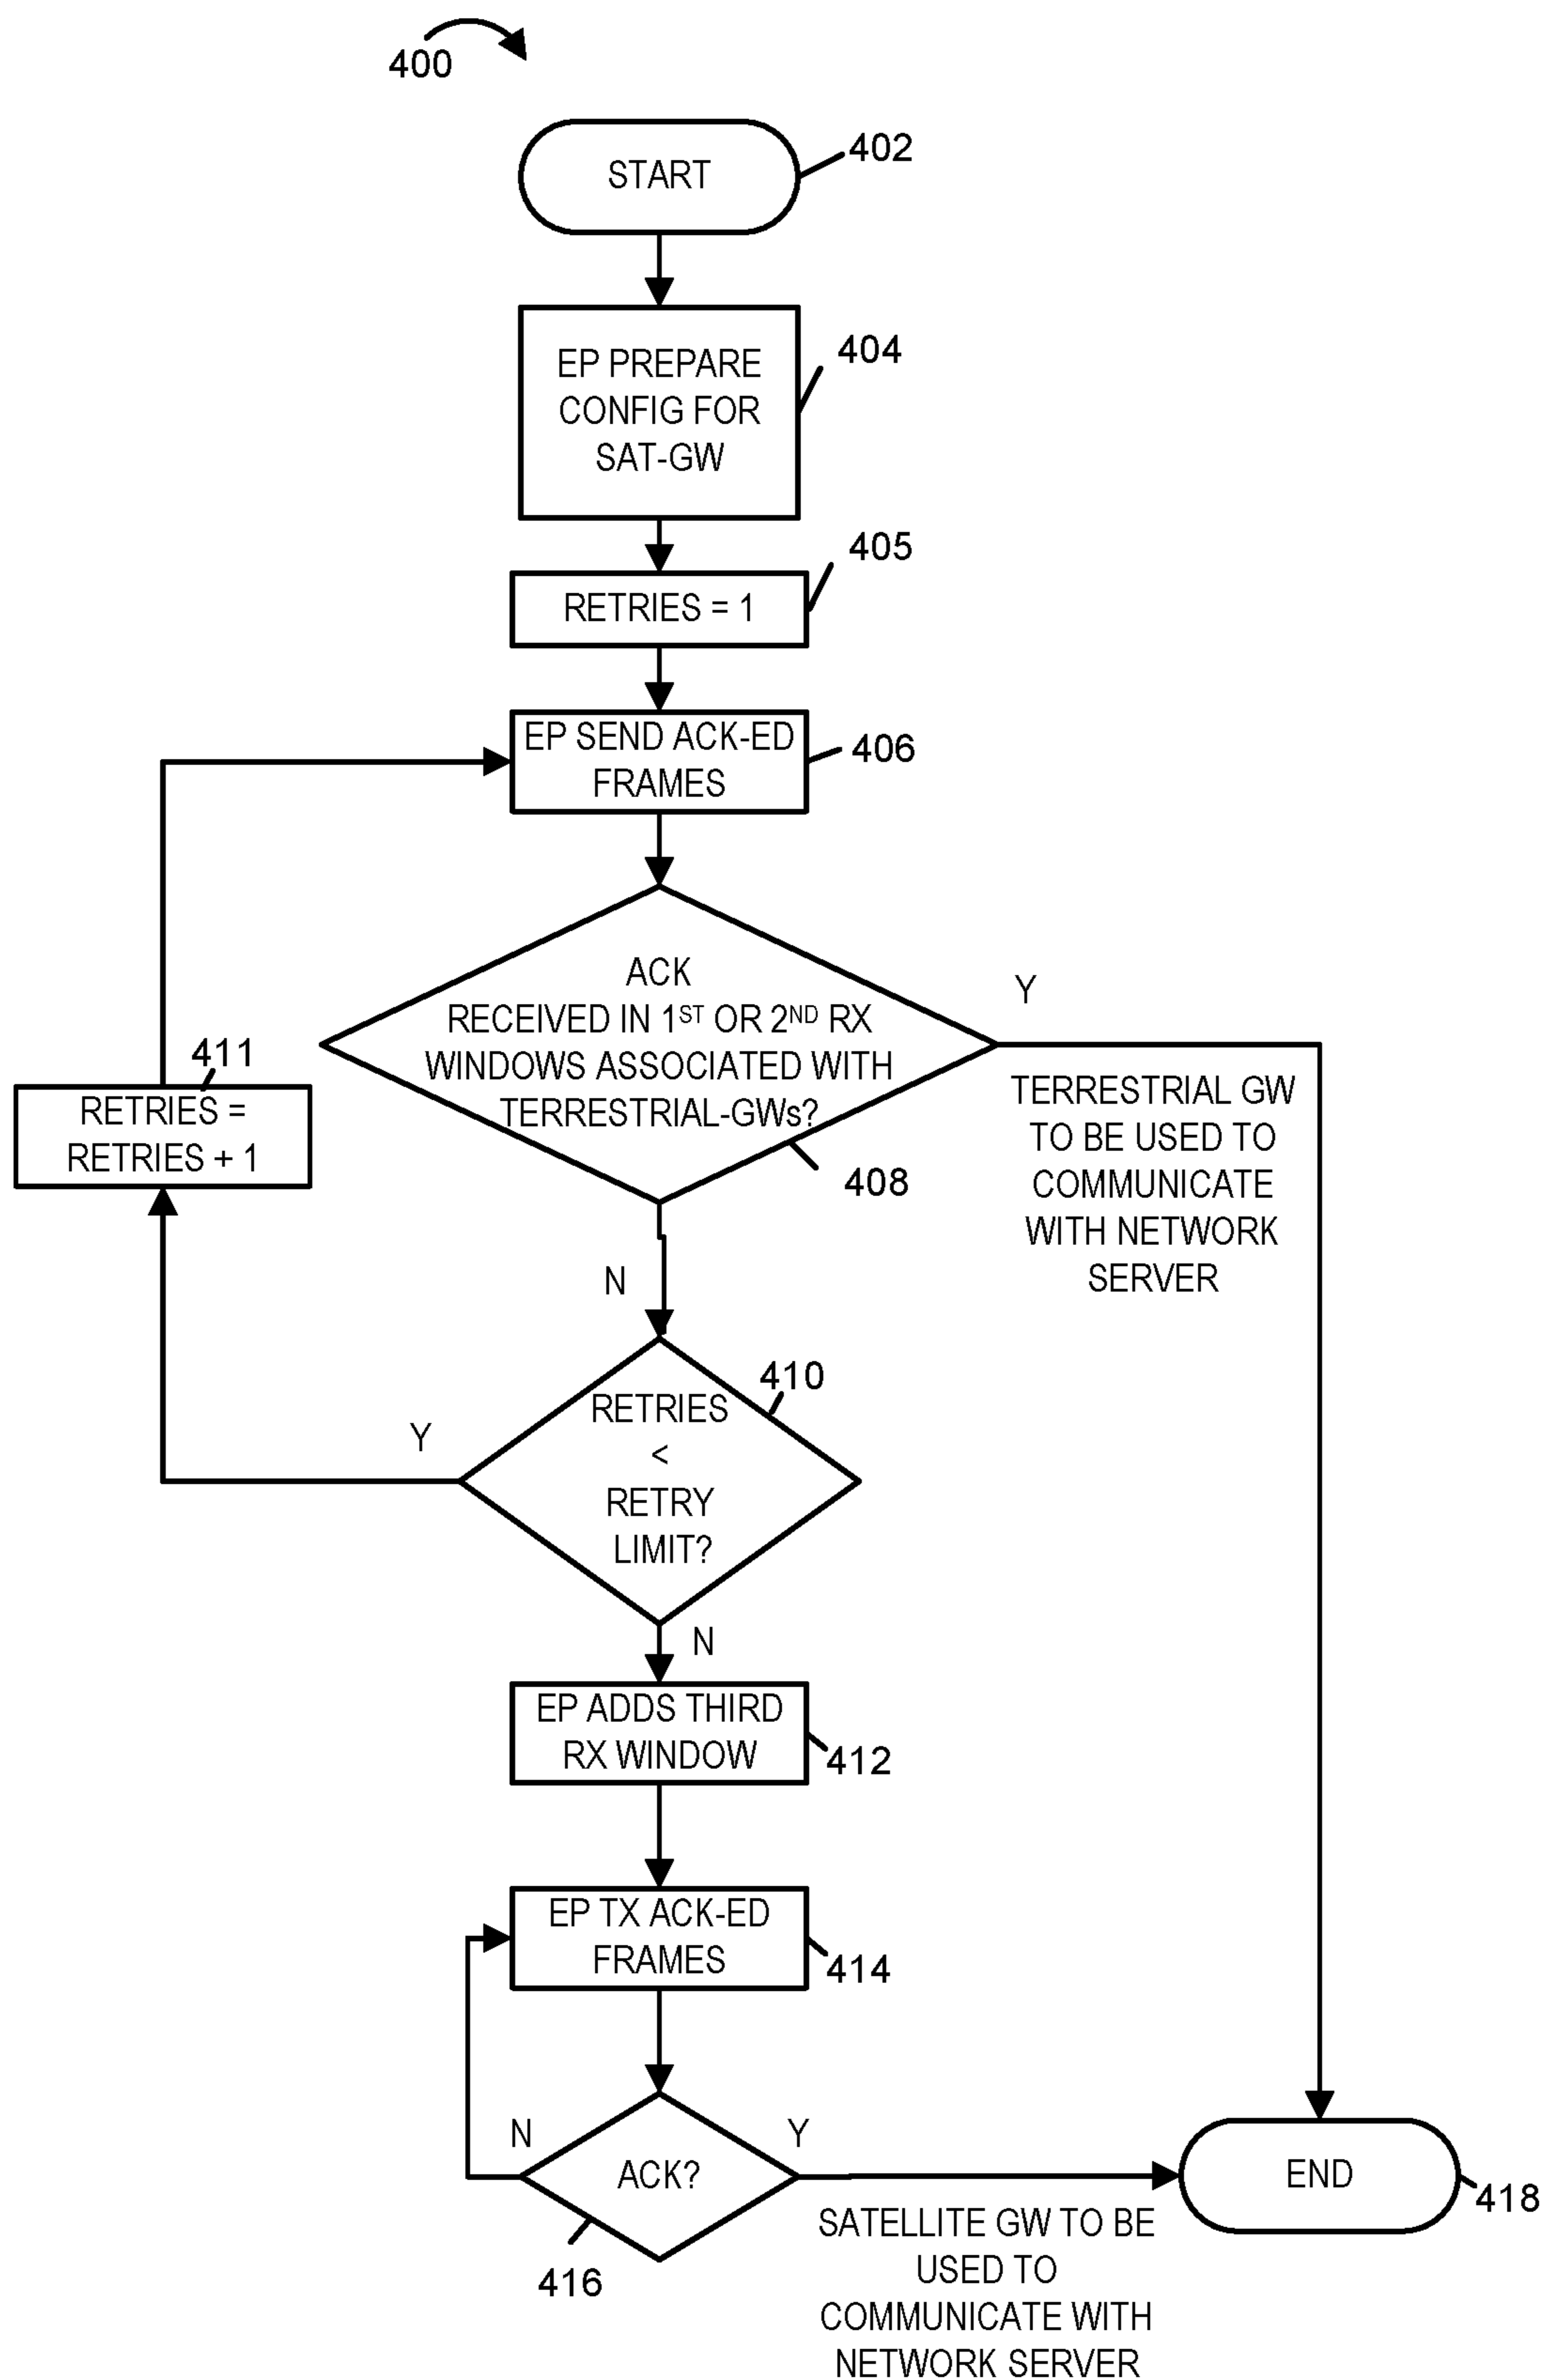 400
START
402
EP PREPARE
CONFIG FOR
SAT-GW
404
405
RETRIES = 1
EP SEND ACK-ED
FRAMES
406
ACK
RECEIVED IN 1ST OR 2ND RX
WINDOWS ASSOCIATED WITH
TERRESTRIAL-GWs?
408
Y
TERRESTRIAL GW
TO BE USED TO
COMMUNICATE
WITH NETWORK
SERVER
411
RETRIES =
RETRIES + 1
N
410
RETRIES
<
RETRY
LIMIT?
Y
N
EP ADDS THIRD
RX WINDOW
412
EP TX ACK-ED
FRAMES
414
N
ACK?
Y
416
SATELLITE GW TO BE
USED TO
COMMUNICATE WITH
NETWORK SERVER
END
418